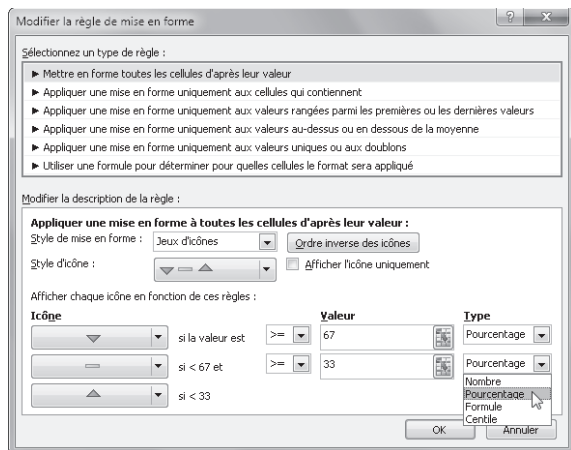 Modifier la règle de mise en forme
Sélectionnez un type de règle :
► Mettre en forme toutes les cellules d'après leur valeur
► Appliquer une mise en forme uniquement aux cellules qui contiennent
► Appliquer une mise en forme uniquement aux valeurs rangées parmi les premières ou les dernières valeurs
► Appliquer une mise en forme uniquement aux valeurs au-dessus ou en dessous de la moyenne
► Appliquer une mise en forme uniquement aux valeurs uniques ou aux doublons
► Utiliser une formule pour déterminer pour quelles cellules le format sera appliqué
Modifier la description de la règle :
Appliquer une mise en forme à toutes les cellules d'après leur valeur :
Style de mise en forme : Jeux d'icônes Ordre inverse des icônes
Style d'icône : Afficher l'icône uniquement
Afficher chaque icône en fonction de ces règles :
Icône Valeur Type
si la valeur est >= 67 Pourcentage
si < 67 et >= 33 Pourcentage
si < 33
Nombre
Pourcentage
Formule
Centile
OK Annuler